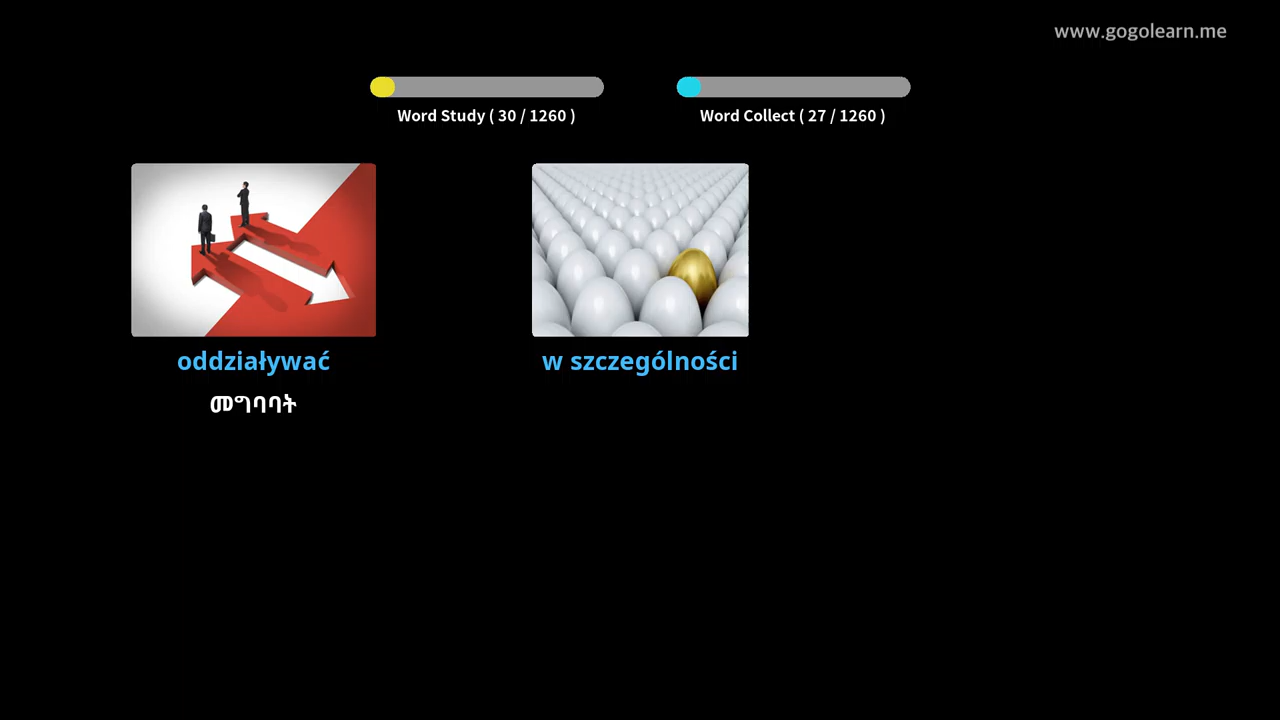 www.gogolearn.me
Word Study ( 30 / 1260 )
Word Collect ( 27 / 1260 )
oddziaływać
መግባባት
w szczególności